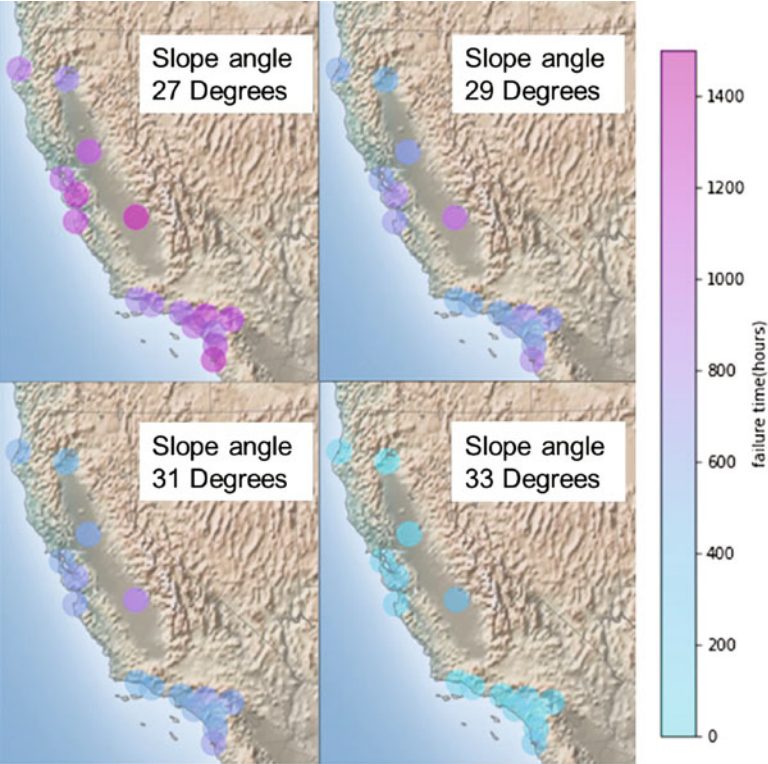 Slope angle
27 Degrees
Slope angle
29 Degrees
Slope angle
31 Degrees
Slope angle
33 Degrees
1400
1200
1000
800
600
400
200
0
failure time(hours)